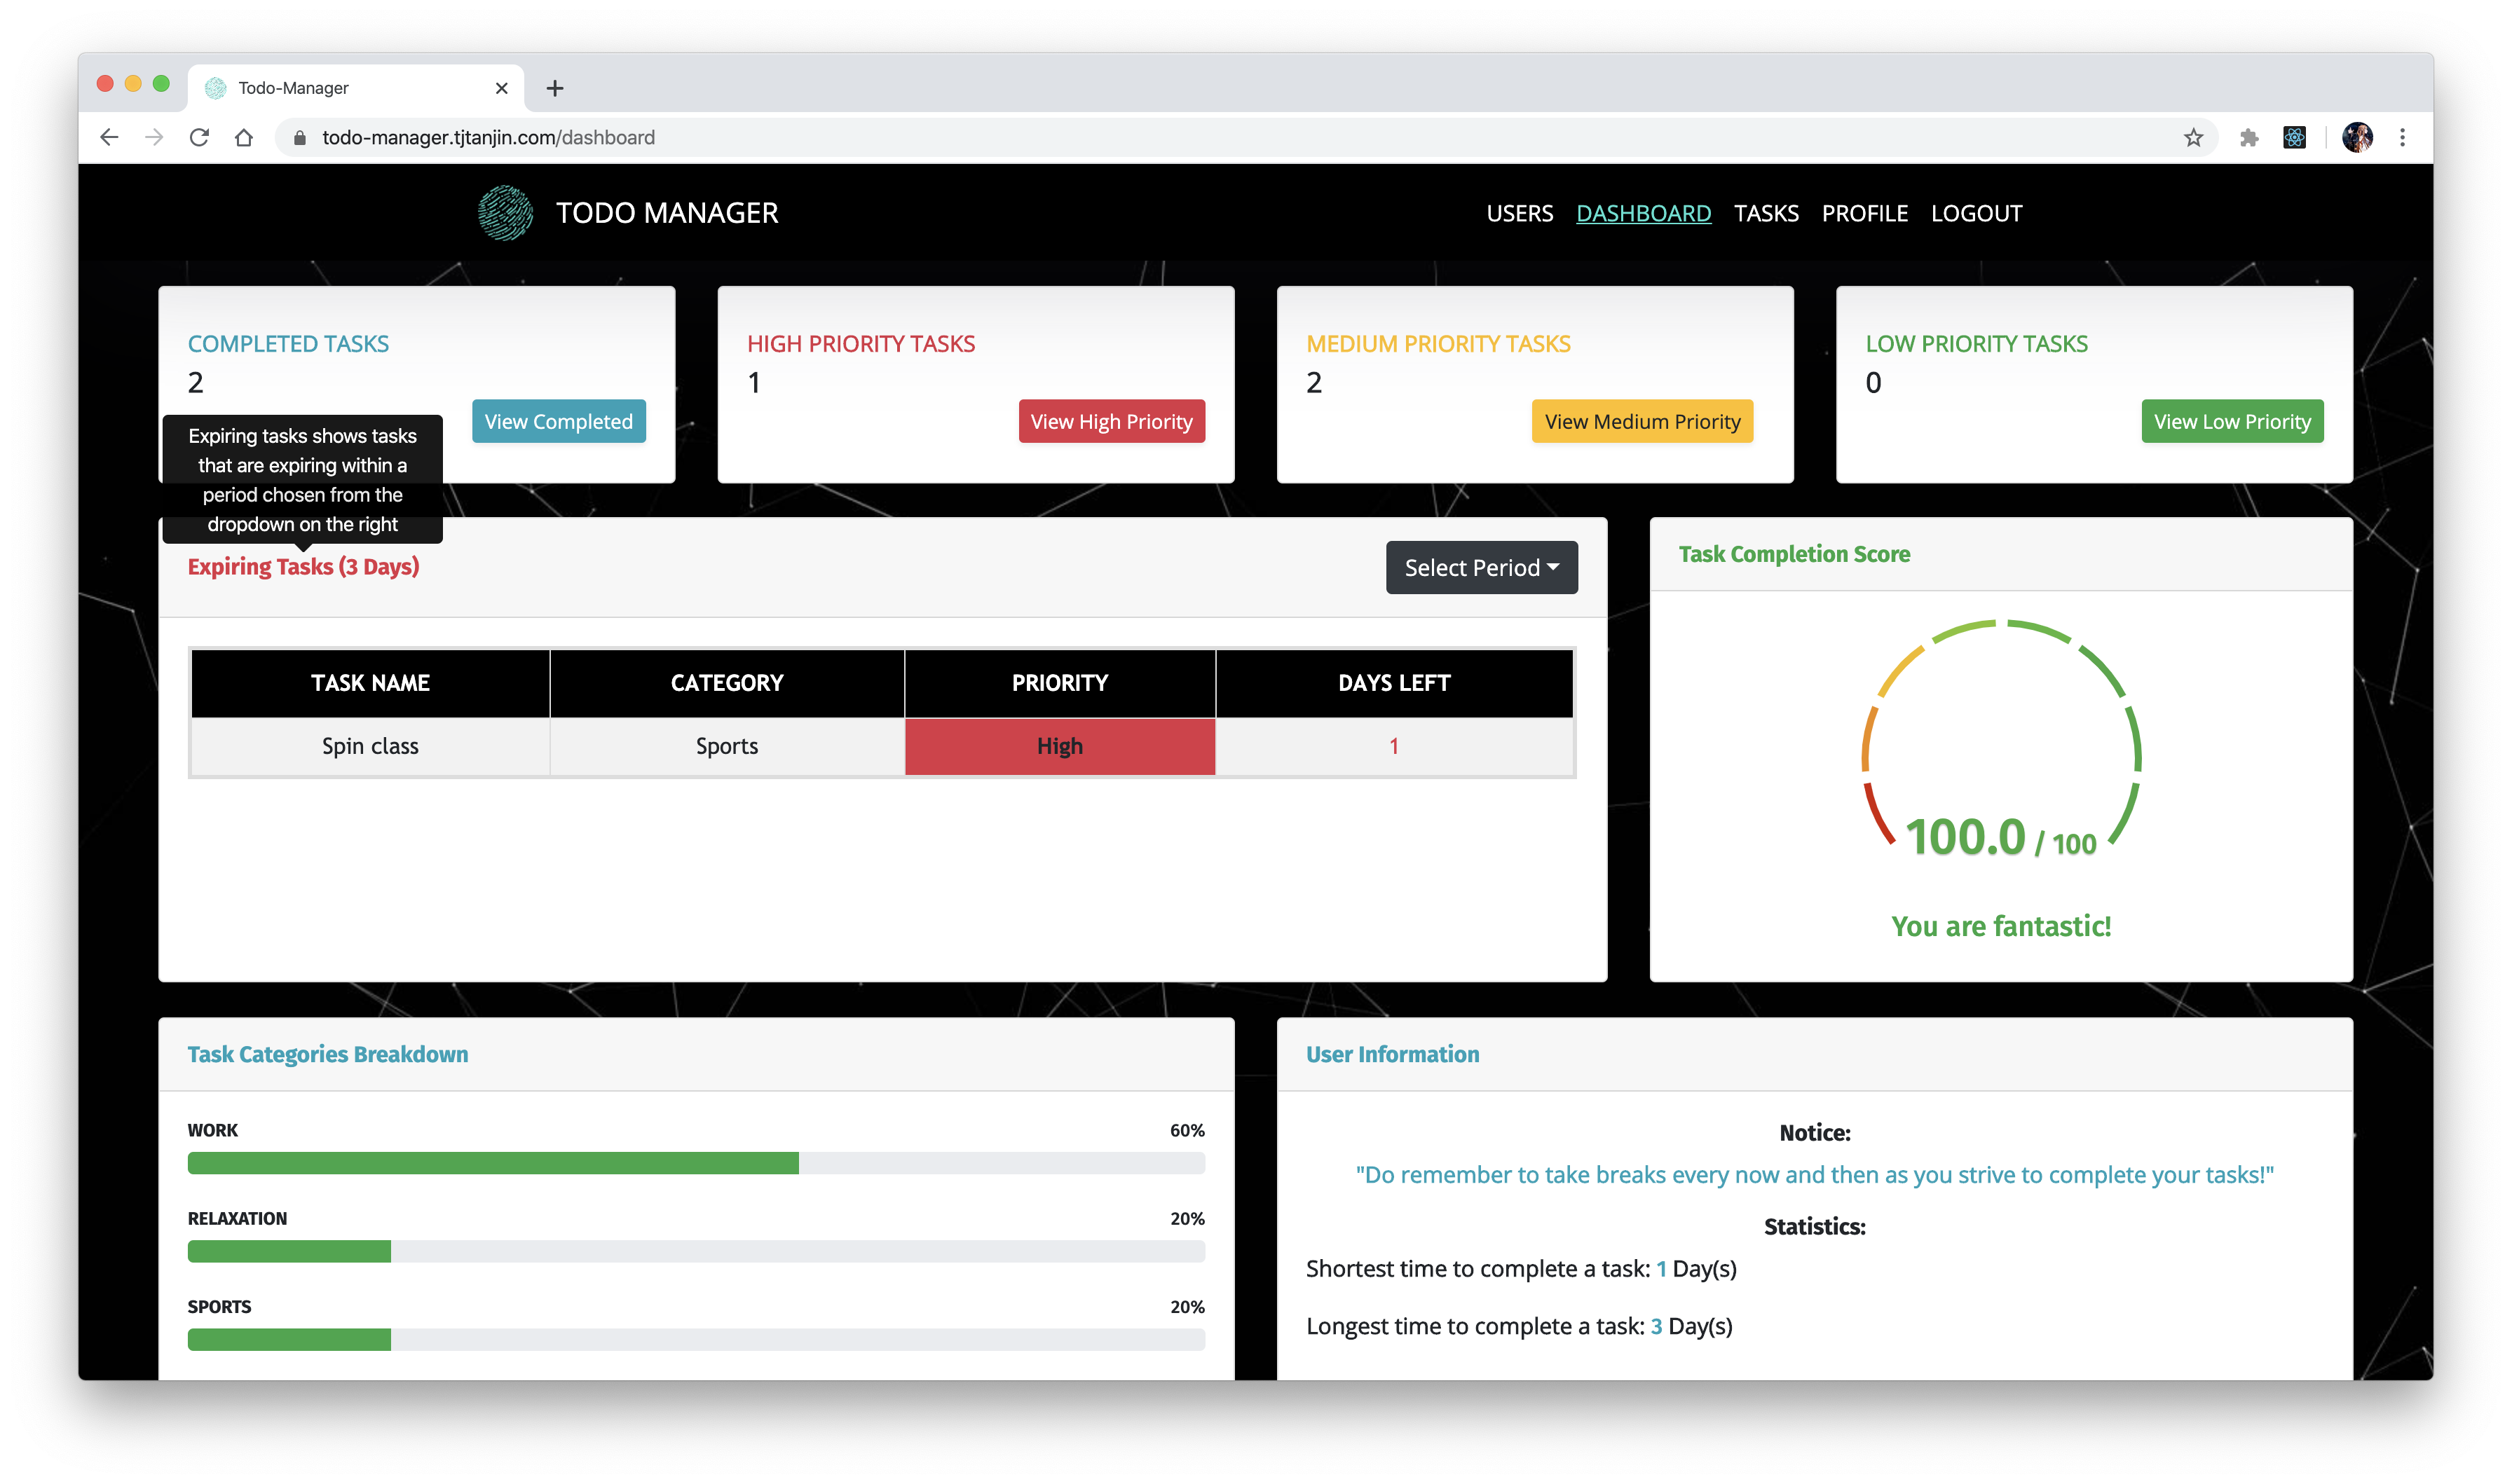 Todo-Manager
todo-manager.tjtanjin.com/dashboard
TODO MANAGER
USERS DASHBOARD TASKS PROFILE LOGOUT
COMPLETED TASKS
2
View Completed
HIGH PRIORITY TASKS
1
View High Priority
MEDIUM PRIORITY TASKS
2
View Medium Priority
LOW PRIORITY TASKS
0
View Low Priority
Expiring tasks shows tasks
that are expiring within a
period chosen from the
dropdown on the right
Expiring Tasks (3 Days)
Select Period
TASK NAME CATEGORY PRIORITY DAYS LEFT
Spin class Sports High 1
Task Completion Score
100.0 / 100
You are fantastic!
Task Categories Breakdown
WORK 60%
RELAXATION 20%
SPORTS 20%
User Information
Notice:
"Do remember to take breaks every now and then as you strive to complete your tasks!"
Statistics:
Shortest time to complete a task: 1 Day(s)
Longest time to complete a task: 3 Day(s)